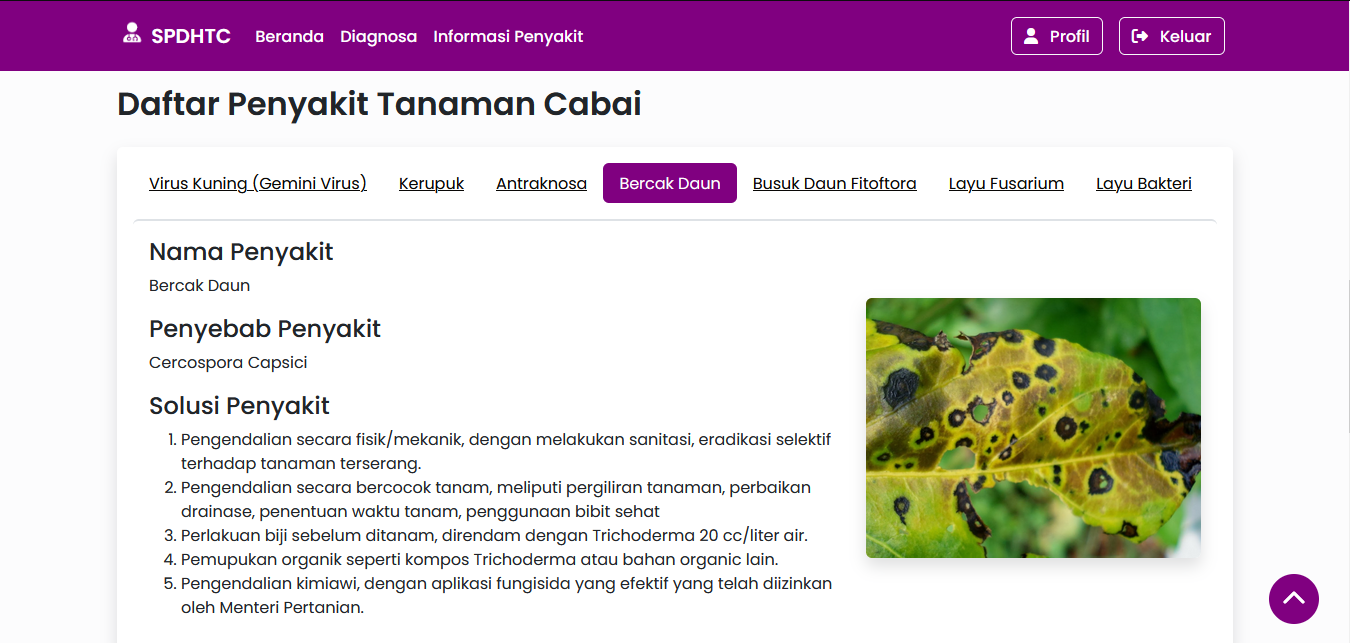 SPDHTC Beranda Diagnosa Informasi Penyakit Profil Keluar
Daftar Penyakit Tanaman Cabai
Virus Kuning (Gemini Virus) Kerupuk Antraknosa Bercak Daun Busuk Daun Fitoftora Layu Fusarium Layu Bakteri
Nama Penyakit
Bercak Daun
Penyebab Penyakit
Cercospora Capsici
Solusi Penyakit
1. Pengendalian secara fisik/mekanik, dengan melakukan sanitasi, eradikasi selektif
terhadap tanaman terserang.
2. Pengendalian secara bercocok tanam, meliputi pergiliran tanaman, perbaikan
drainase, penentuan waktu tanam, penggunaan bibit sehat
3. Perlakuan biji sebelum ditanam, direndam dengan Trichoderma 20 cc/liter air.
4. Pemupukan organik seperti kompos Trichoderma atau bahan organic lain.
5. Pengendalian kimiawi, dengan aplikasi fungisida yang efektif yang telah diizinkan
oleh Menteri Pertanian.